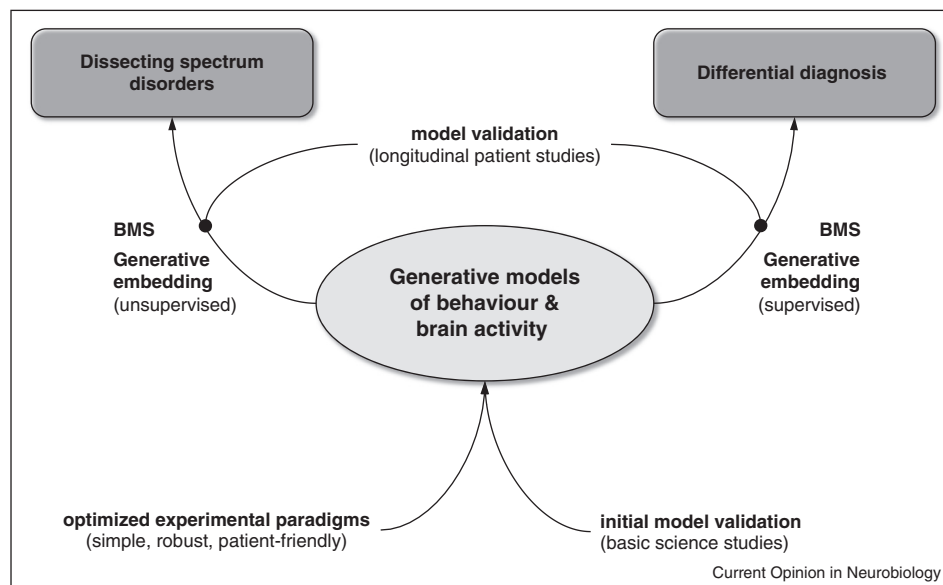 Dissecting spectrum
disorders
Differential diagnosis
model validation
(longitudinal patient studies)
BMS
Generative
embedding
(unsupervised)
BMS
Generative
embedding
(supervised)
Generative models
of behaviour &
brain activity
optimized experimental paradigms
(simple, robust, patient-friendly)
initial model validation
(basic science studies)
Current Opinion in Neurobiology